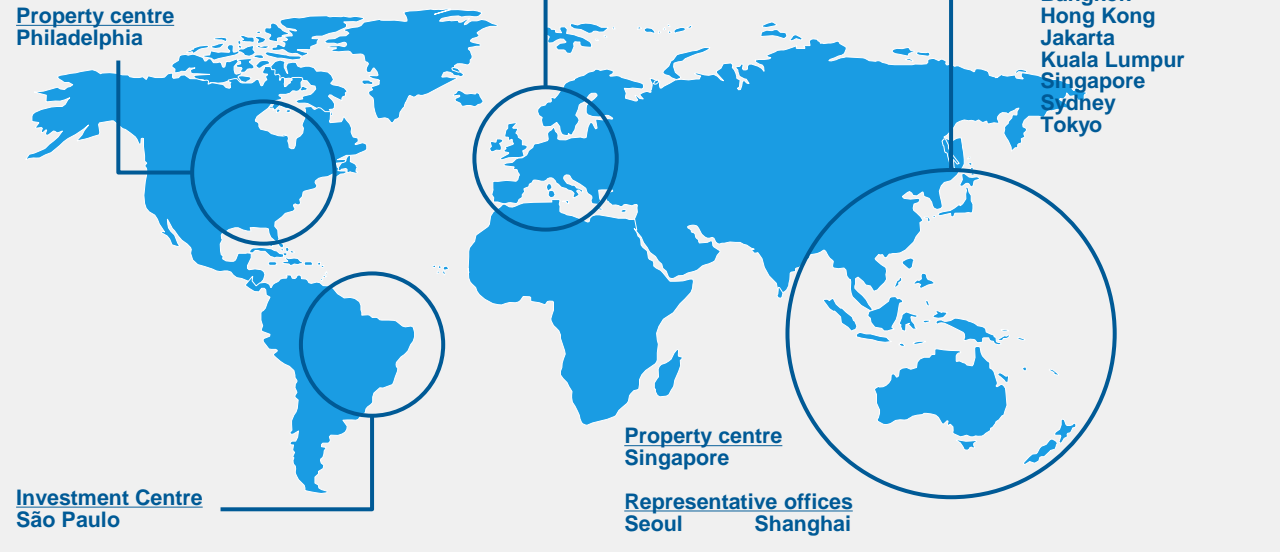 Property centre
Philadelphia
Hong Kong
Jakarta
Kuala Lumpur
Singapore
Sydney
Tokyo
Property centre
Singapore
Representative offices
Seoul Shanghai
Investment Centre
São Paulo